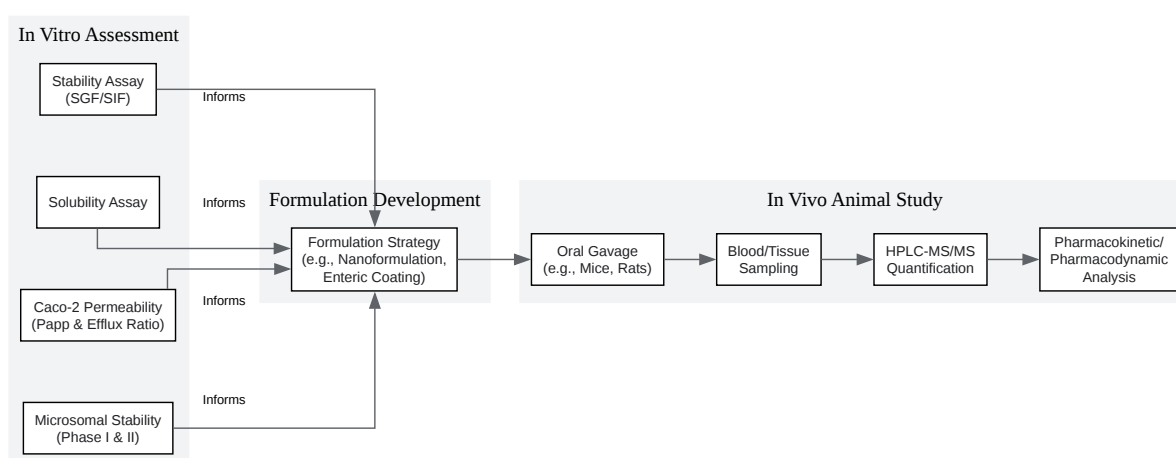 In Vitro Assessment
Stability Assay
(SGF/SIF)
Informs
Solubility Assay
Informs
Caco-2 Permeability
(Papp & Efflux Ratio)
Informs
Microsomal Stability
(Phase I & II)
Informs
Formulation Development
Formulation Strategy
(e.g., Nanoformulation,
Enteric Coating)
In Vivo Animal Study
Oral Gavage
(e.g., Mice, Rats)
Blood/Tissue
Sampling
HPLC-MS/MS
Quantification
Pharmacokinetic/
Pharmacodynamic
Analysis